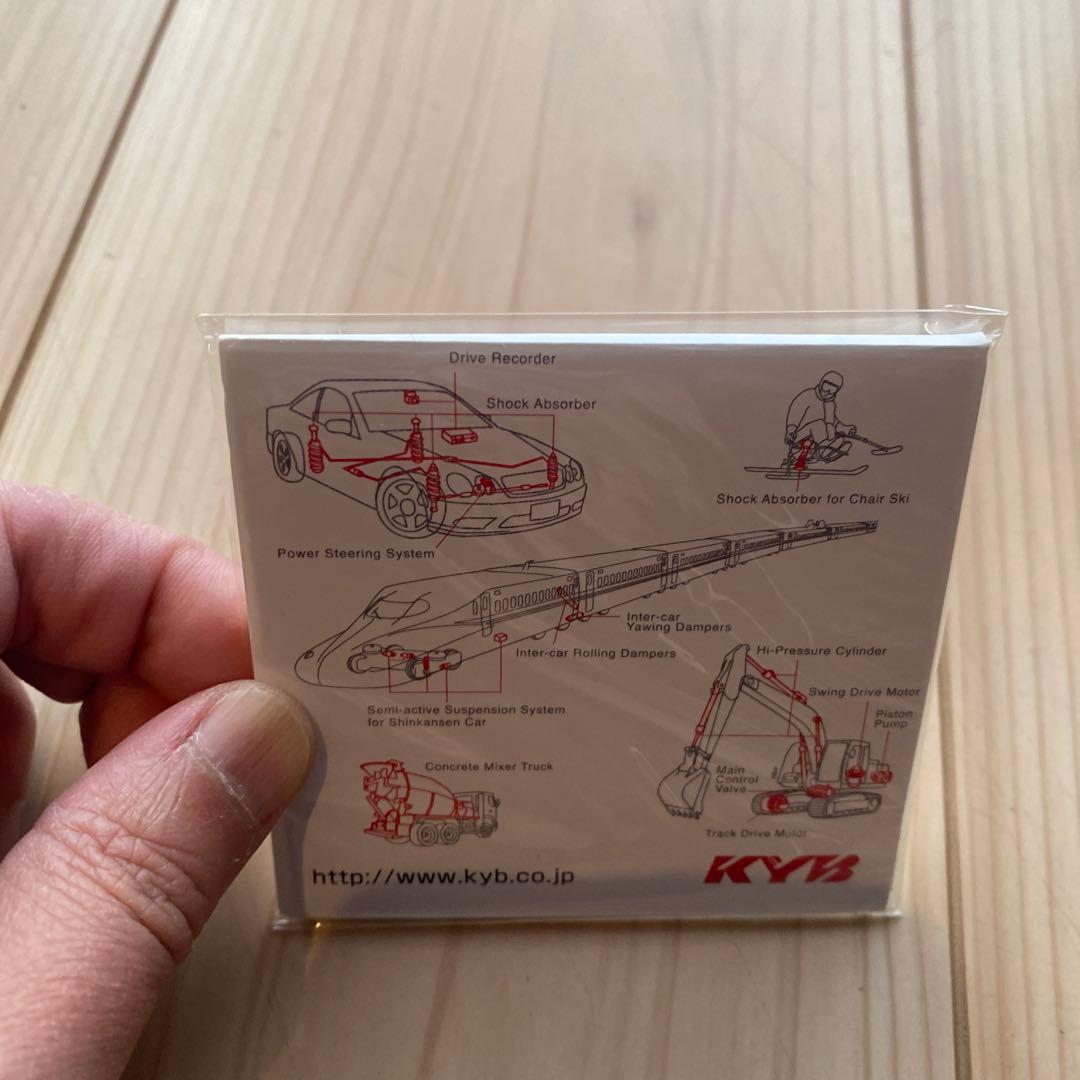 Drive Recorder
Shock Absorber
Shock Absorber for Chair Ski
Power Steering System
Inter-car
Yawing Dampers
Inter-car Rolling Dampers
Semi-active Suspension System
for Shinkansen Car
Hi-Pressure Cylinder
Swing Drive Motor
Piston
Pump
Main
Control
Valve
Track Drive Motor
Concrete Mixer Truck
http://www.kyb.co.jp
KYB